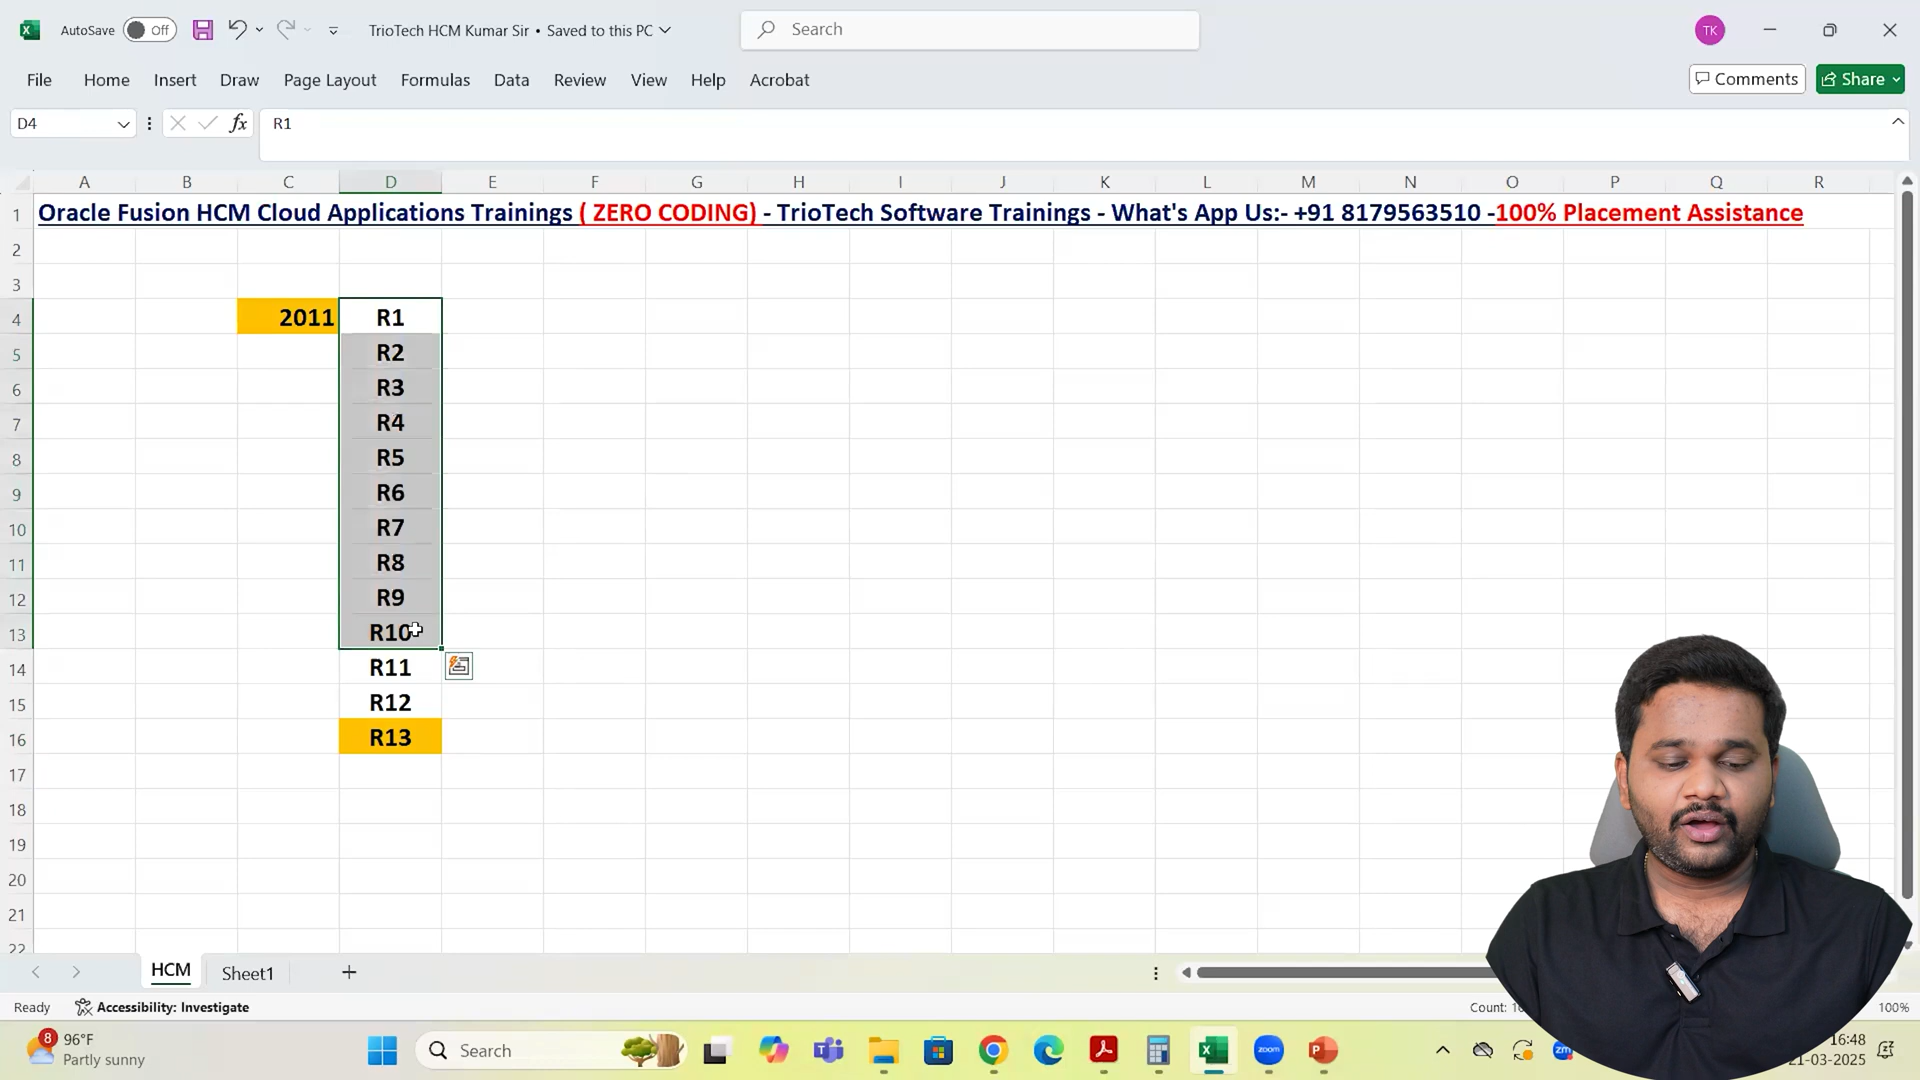 AutoSave Off TrioTech HCM Kumar Sir • Saved to this PC Search TK
File Home Insert Draw Page Layout Formulas Data Review View Help Acrobat Comments Share
D4 fx R1
A B C D E F G H I J K L M N O P Q R
1 Oracle Fusion HCM Cloud Applications Trainings ( ZERO CODING) - TrioTech Software Trainings - What's App Us:- +91 8179563510 -100% Placement Assistance
2
3
4 2011 R1
5 R2
6 R3
7 R4
8 R5
9 R6
10 R7
11 R8
12 R9
13 R10
14 R11
15 R12
16 R13
17
18
19
20
21
22
HCM Sheet1
Ready Accessibility: Investigate Count: 100%
8 96°F Search zoom zm 16:48
Partly sunny 21-03-2025